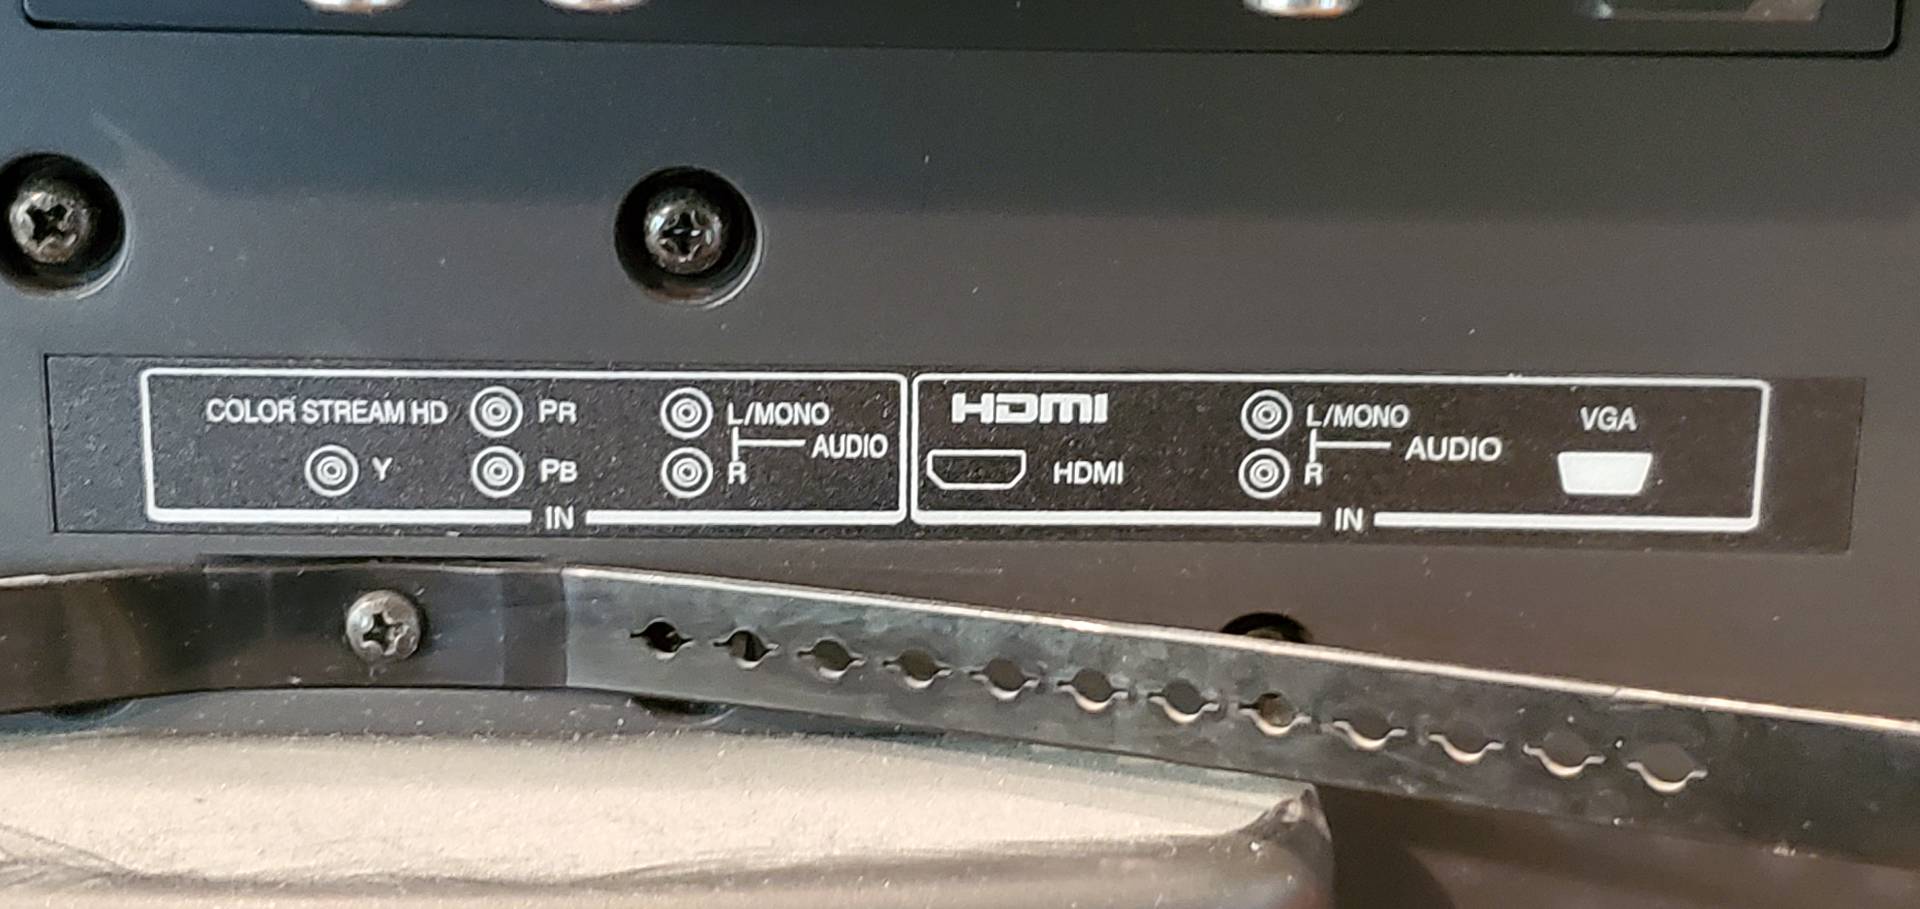 COLOR STREAM HD
PR
L/MONO
AUDIO
Y
PB
R
IN
HDMI
HDMI
L/MONO
AUDIO
R
VGA
IN